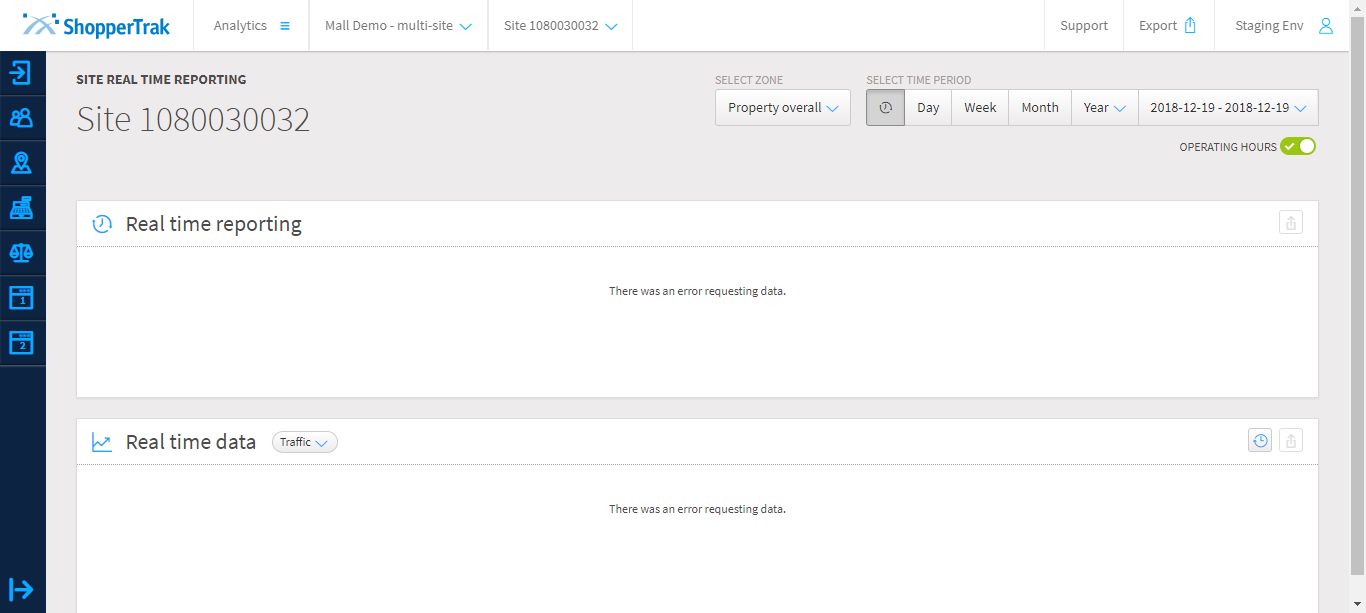 ShopperTrak
Analytics
Mall Demo - multi-site
Site 1080030032
Support
Export
Staging Env
SITE REAL TIME REPORTING
Site 1080030032
SELECT ZONE
Property overall
SELECT TIME PERIOD
Day
Week
Month
Year
2018-12-19 - 2018-12-19
OPERATING HOURS
1
2
Real time reporting
There was an error requesting data.
Real time data
Traffic
There was an error requesting data.